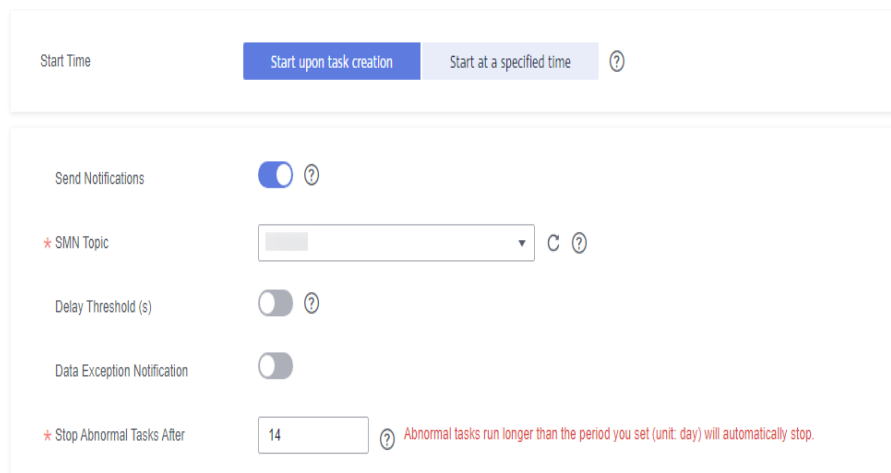 Start Time Start upon task creation Start at a specified time ?
Send Notifications ?
* SMN Topic ?
Delay Threshold (s) ?
Data Exception Notification
* Stop Abnormal Tasks After 14 ? Abnormal tasks run longer than the period you set (unit: day) will automatically stop.